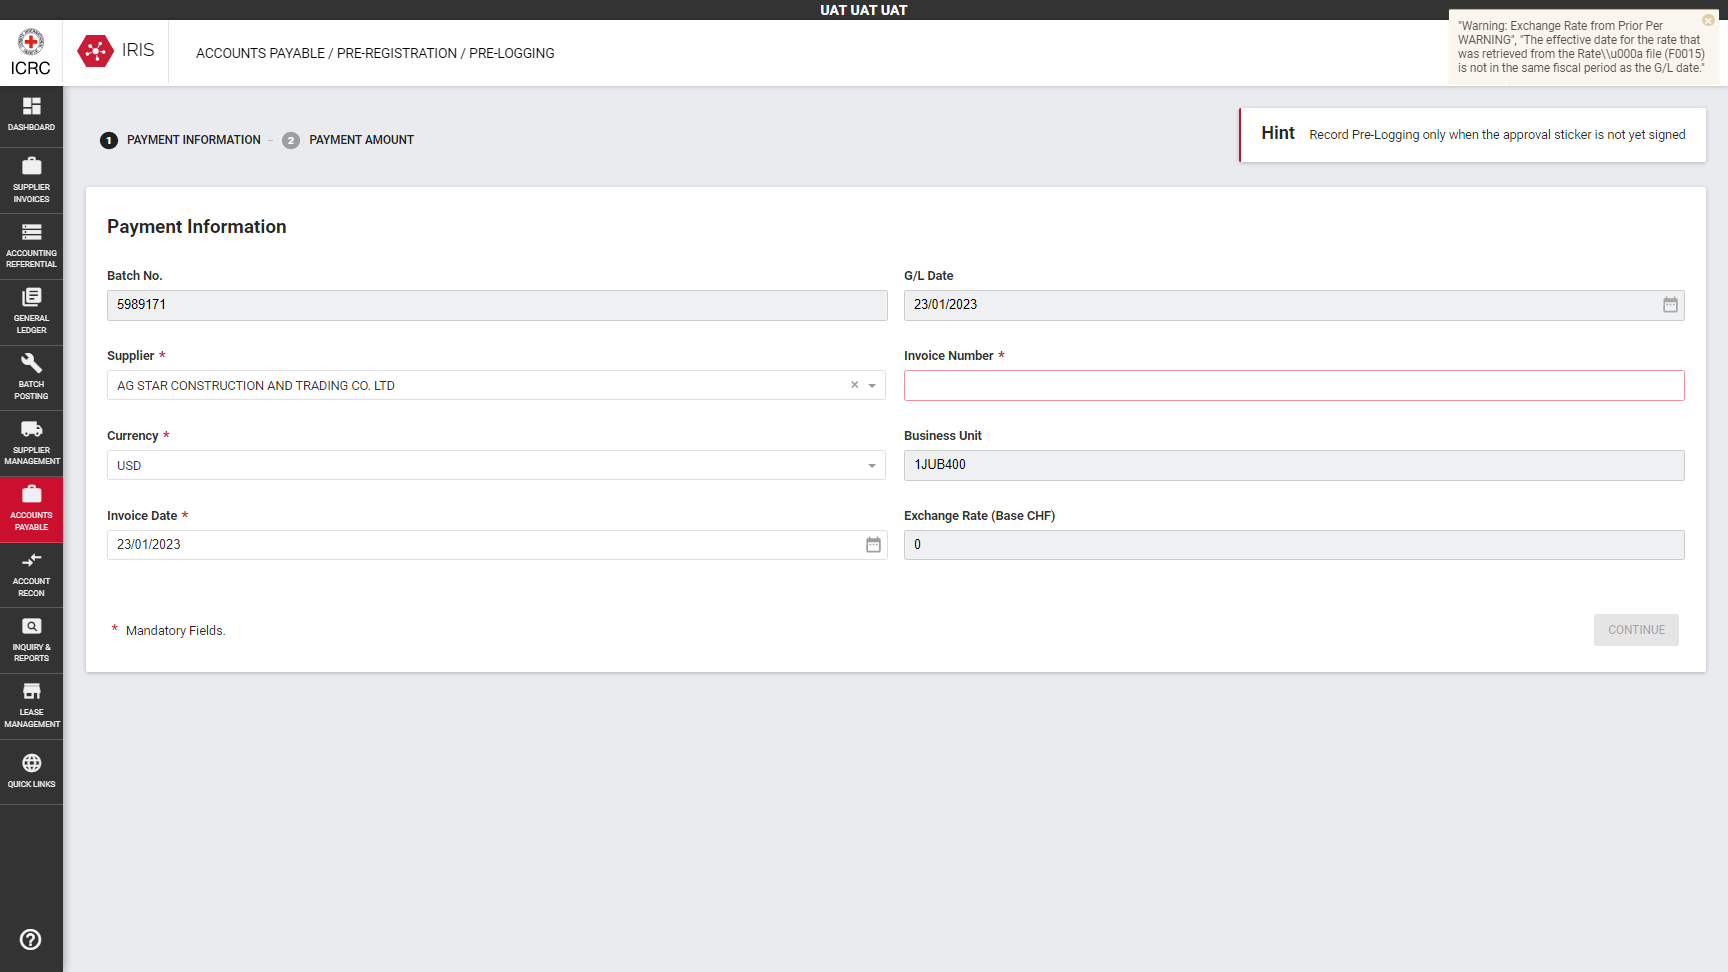 UAT UAT UAT
ICRC
IRIS
ACCOUNTS PAYABLE / PRE-REGISTRATION / PRE-LOGGING
"Warning: Exchange Rate from Prior Per
WARNING", "The effective date for the rate that
was retrieved from the Rate\\u000a file (F0015)
is not in the same fiscal period as the G/L date."
DASHBOARD
SUPPLIER
INVOICES
ACCOUNTING
REFERENTIAL
GENERAL
LEDGER
BATCH
POSTING
SUPPLIER
MANAGEMENT
ACCOUNTS
PAYABLE
ACCOUNT
RECON
INQUIRY &
REPORTS
LEASE
MANAGEMENT
QUICK LINKS
1 PAYMENT INFORMATION – 2 PAYMENT AMOUNT
Hint Record Pre-Logging only when the approval sticker is not yet signed
Payment Information
Batch No.
5989171
G/L Date
23/01/2023
Supplier *
AG STAR CONSTRUCTION AND TRADING CO. LTD
Invoice Number *
Currency *
USD
Business Unit
1JUB400
Invoice Date *
23/01/2023
Exchange Rate (Base CHF)
0
* Mandatory Fields.
CONTINUE